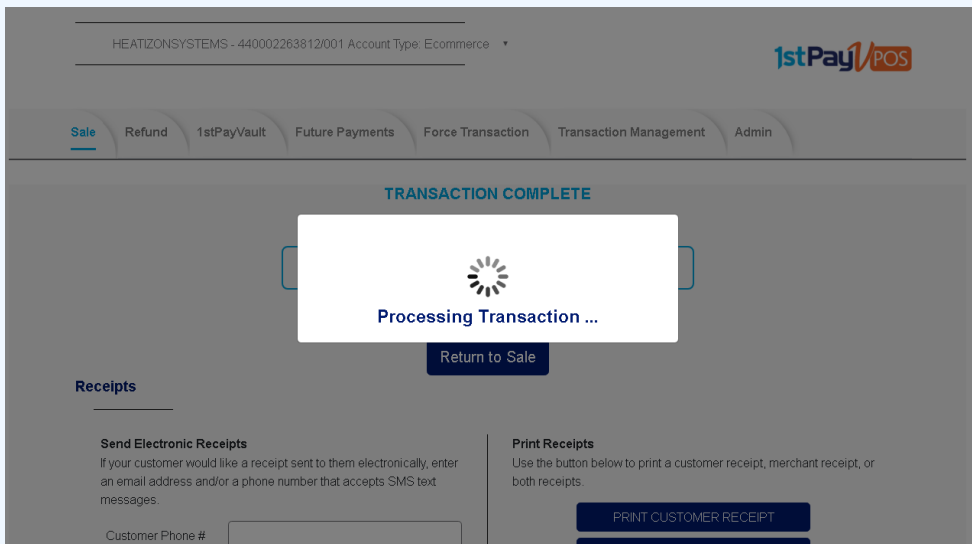 HEATIZONSYSTEMS - 440002263812/001 Account Type: Ecommerce
1stPay//POS
Sale Refund 1stPayVault Future Payments Force Transaction Transaction Management Admin
TRANSACTION COMPLETE
Processing Transaction ...
Return to Sale
Receipts
Send Electronic Receipts
If your customer would like a receipt sent to them electronically, enter
an email address and/or a phone number that accepts SMS text
messages.
Customer Phone #
Print Receipts
Use the button below to print a customer receipt, merchant receipt, or
both receipts.
PRINT CUSTOMER RECEIPT